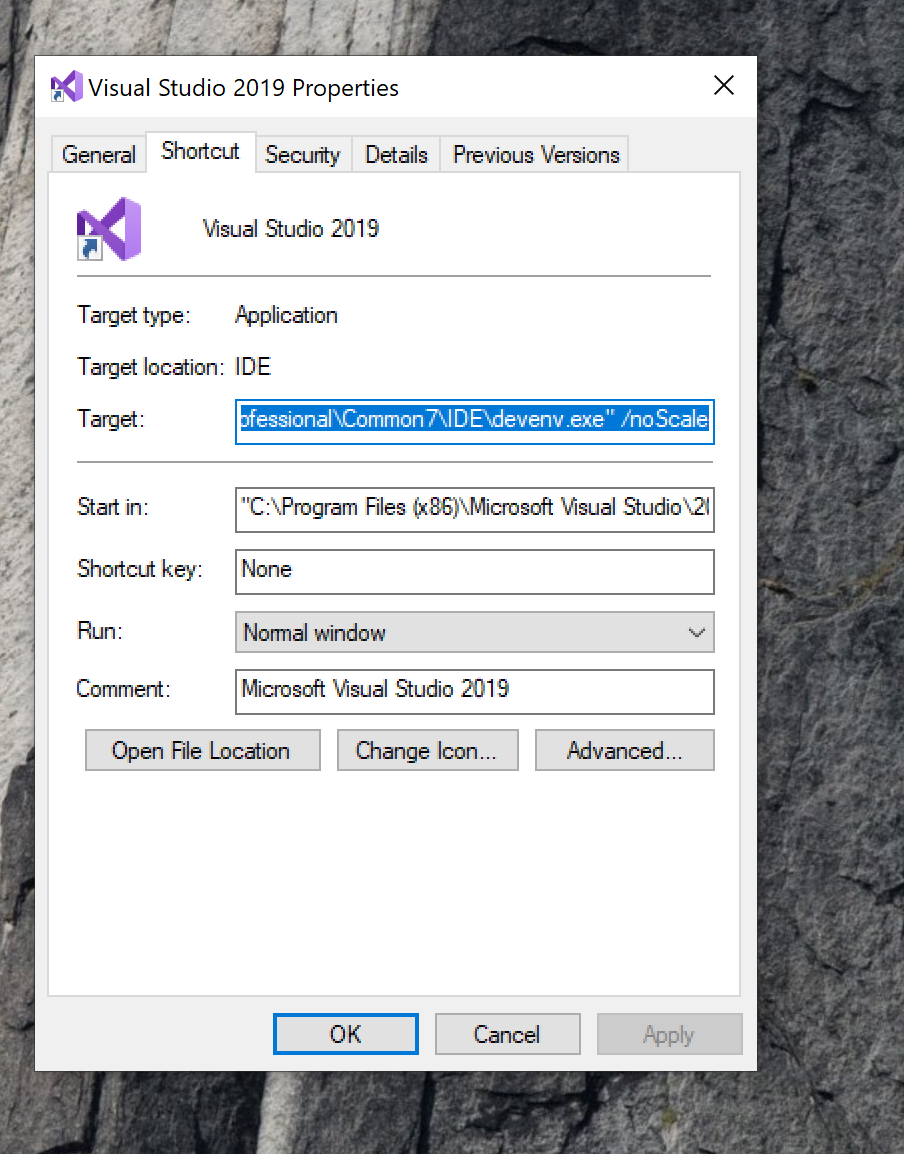 Visual Studio 2019 Properties
General Shortcut Security Details Previous Versions
Visual Studio 2019
Target type: Application
Target location: IDE
Target: ofessional\Common7\IDE\devenv.exe" /noScale
Start in: "C:\Program Files (x86)\Microsoft Visual Studio\20
Shortcut key: None
Run: Normal window
Comment: Microsoft Visual Studio 2019
Open File Location Change Icon... Advanced...
OK Cancel Apply